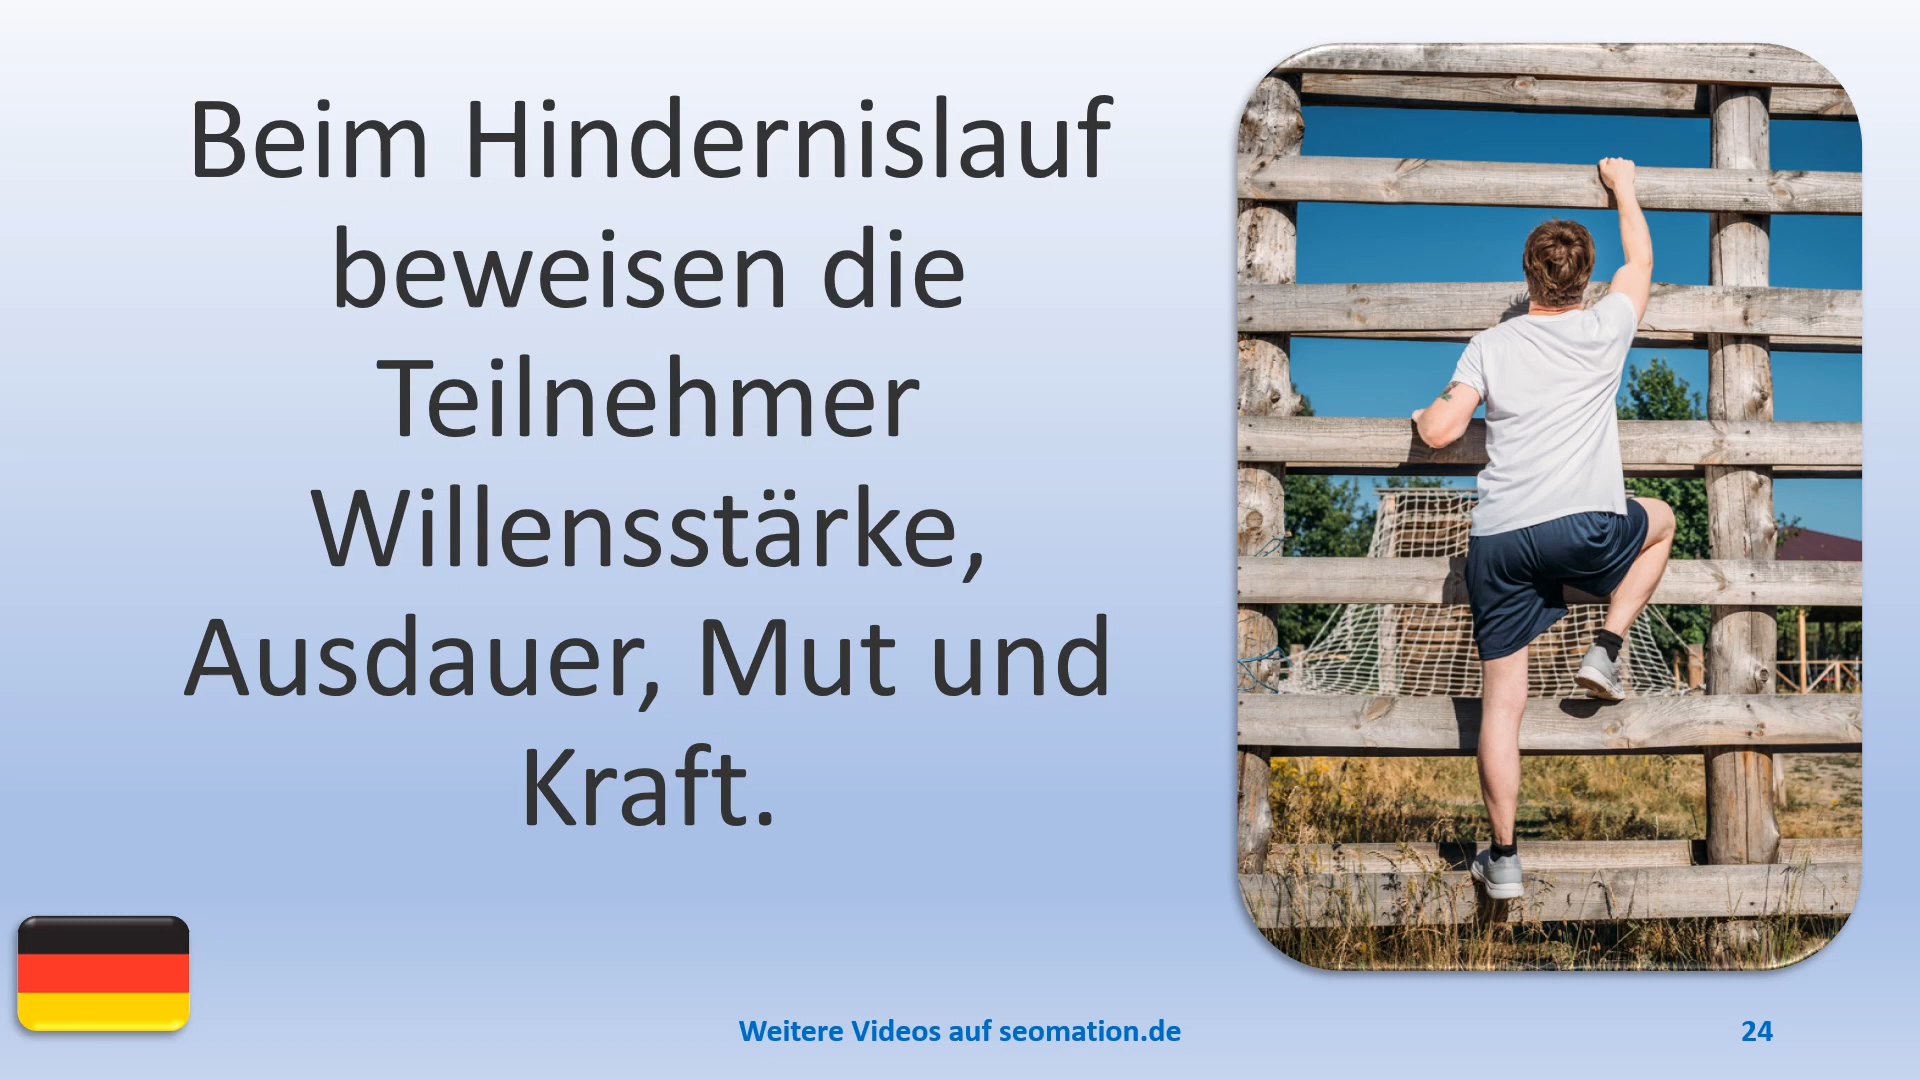 Beim Hindernislauf
beweisen die
Teilnehmer
Willensstärke,
Ausdauer, Mut und
Kraft.
Weitere Videos auf seomation.de
24